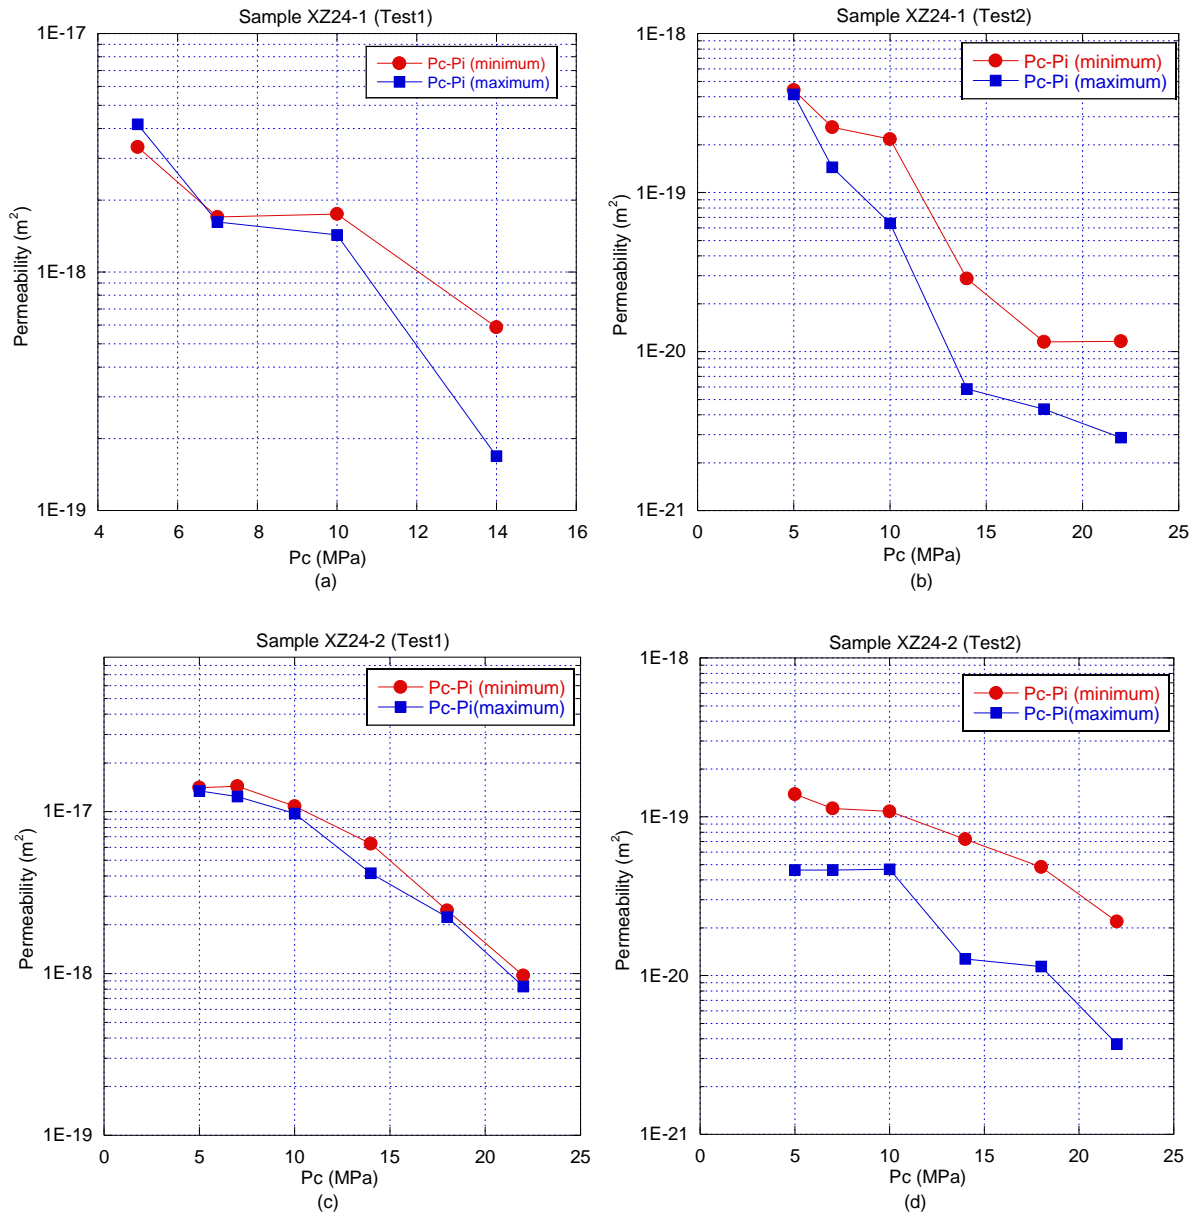 Sample XZ24-1 (Test1)
1E-17
Pc-Pi (minimum)
Pc-Pi (maximum)
Permeability (m²)
1E-18
1E-19
4 6 8 10 12 14 16
Pc (MPa)
(a)
Sample XZ24-1 (Test2)
1E-18
Pc-Pi (minimum)
Pc-Pi (maximum)
1E-19
Permeability (m²)
1E-20
1E-21
0 5 10 15 20 25
Pc (MPa)
(b)
Sample XZ24-2 (Test1)
Pc-Pi (minimum)
Pc-Pi(maximum)
1E-17
Permeability (m²)
1E-18
1E-19
5 10 15 20 25
Pc (MPa)
(c)
Sample XZ24-2 (Test2)
1E-18
Pc-Pi (minimum)
Pc-Pi(maximum)
1E-19
Permeability (m²)
1E-20
1E-21
0 5 10 15 20 25
Pc (MPa)
(d)